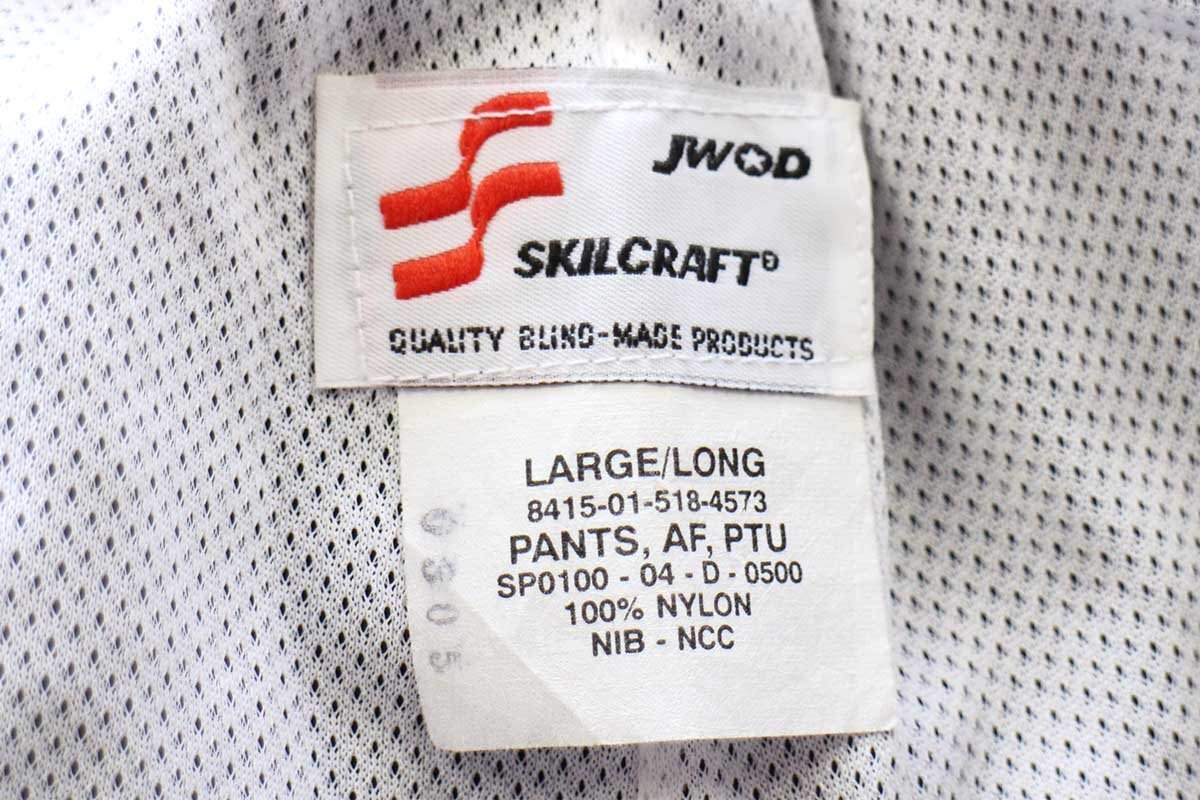 JWOD
SKILCRAFT®
QUALITY BLIND-MADE PRODUCTS
LARGE/LONG
8415-01-518-4573
PANTS, AF, PTU
SP0100 - 04 - D - 0500
100% NYLON
NIB - NCC